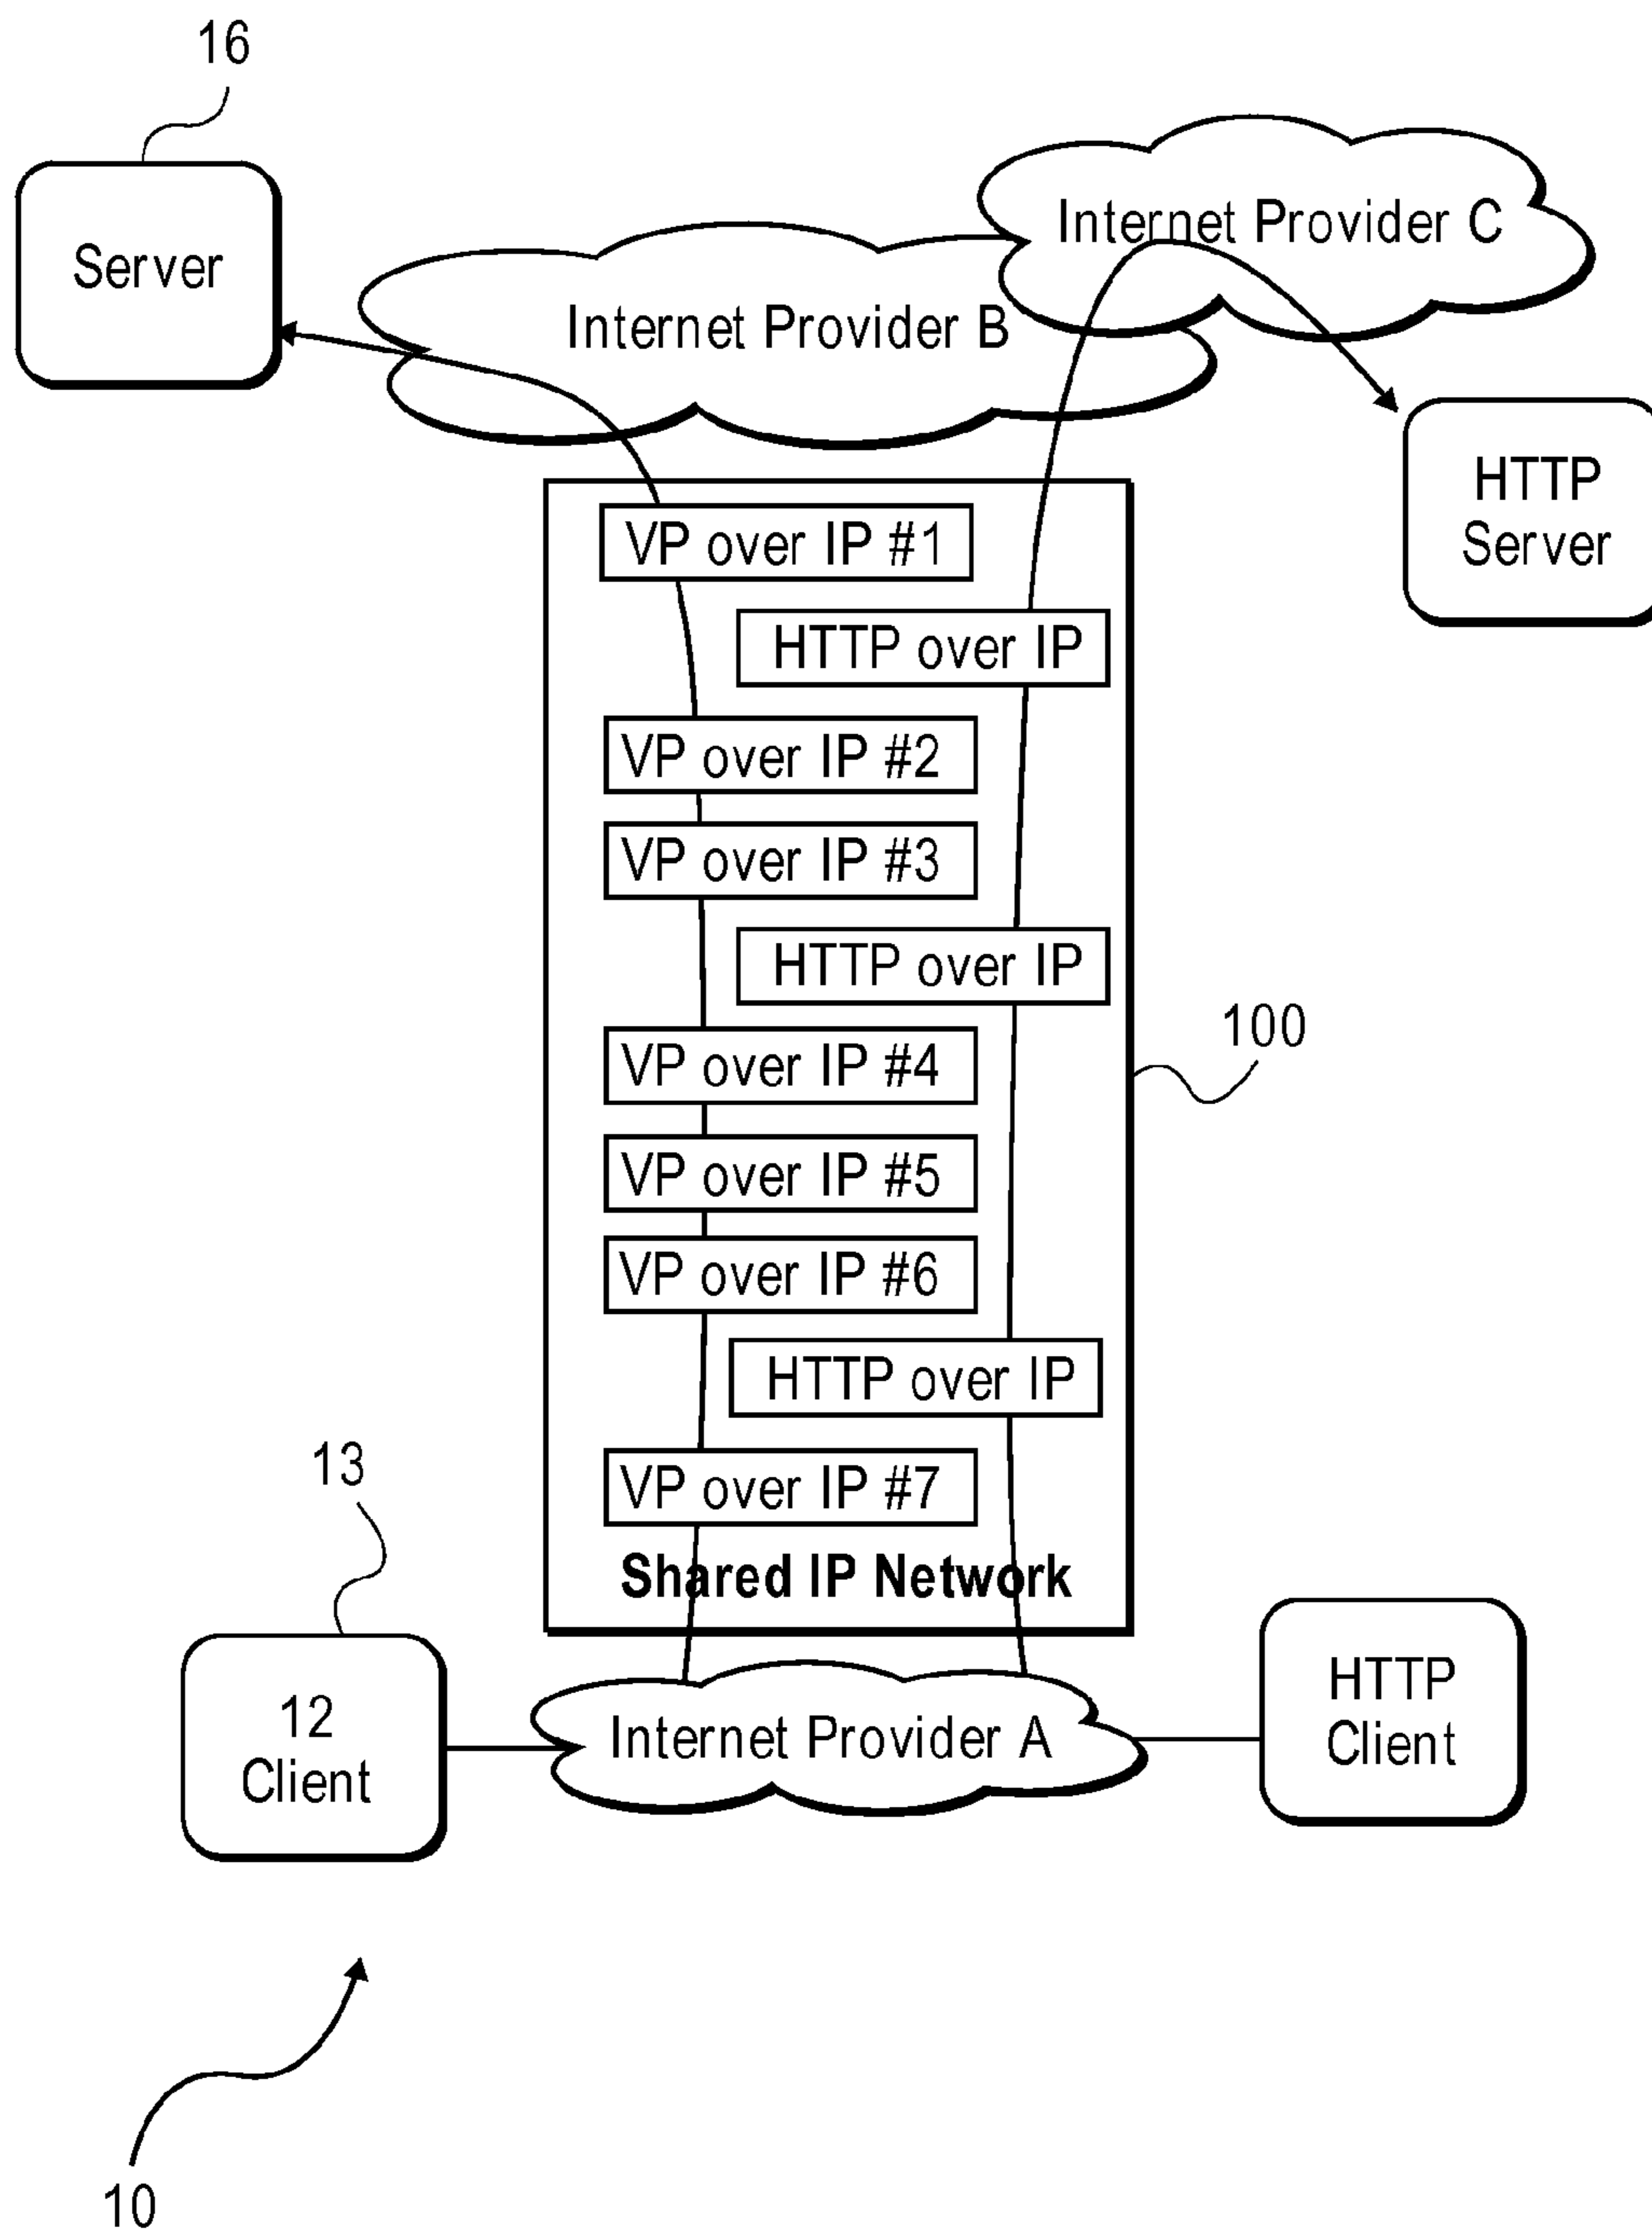 16
Server
Internet Provider C
Internet Provider B
HTTP
Server
VP over IP #1
HTTP over IP
VP over IP #2
VP over IP #3
HTTP over IP
100
VP over IP #4
VP over IP #5
VP over IP #6
HTTP over IP
13
VP over IP #7
Shared IP Network
12
Client
Internet Provider A
HTTP
Client
10